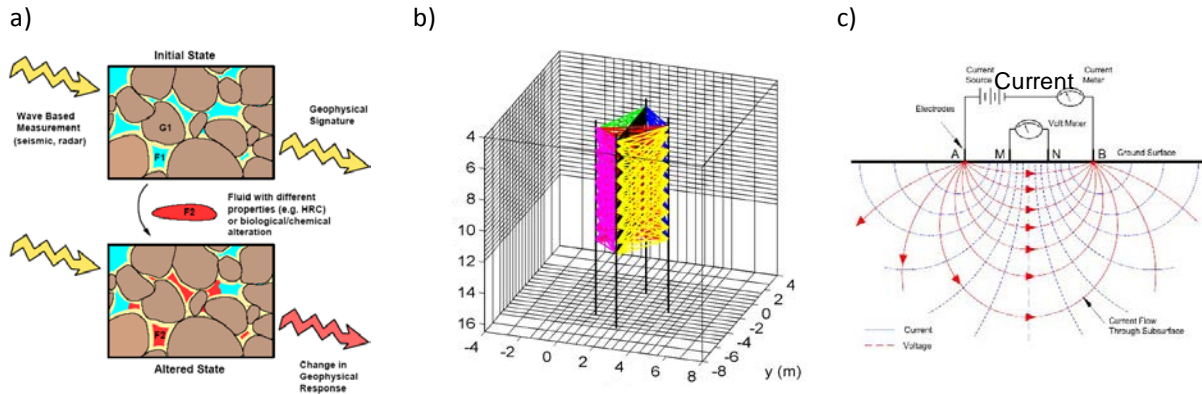 a)
Initial State
Wave Based
Measurement
(seismic, radar)
G1
F1
Geophysical
Signature
F2
Fluid with different
properties (e.g. HRC)
or biological/chemical
alteration
F2
Altered State
Change in
Geophysical
Response
b)
4
6
8
10
12
14
16
-4
-2
0
2
4
6
8
-8
-6
-4
-2
0
2
4
y (m)
c)
Current
Source
Current
Current
Meter
Electrodes
Volt Meter
A
M
N
B
Ground Surface
Current Flow
Through Subsurface
Current
Voltage